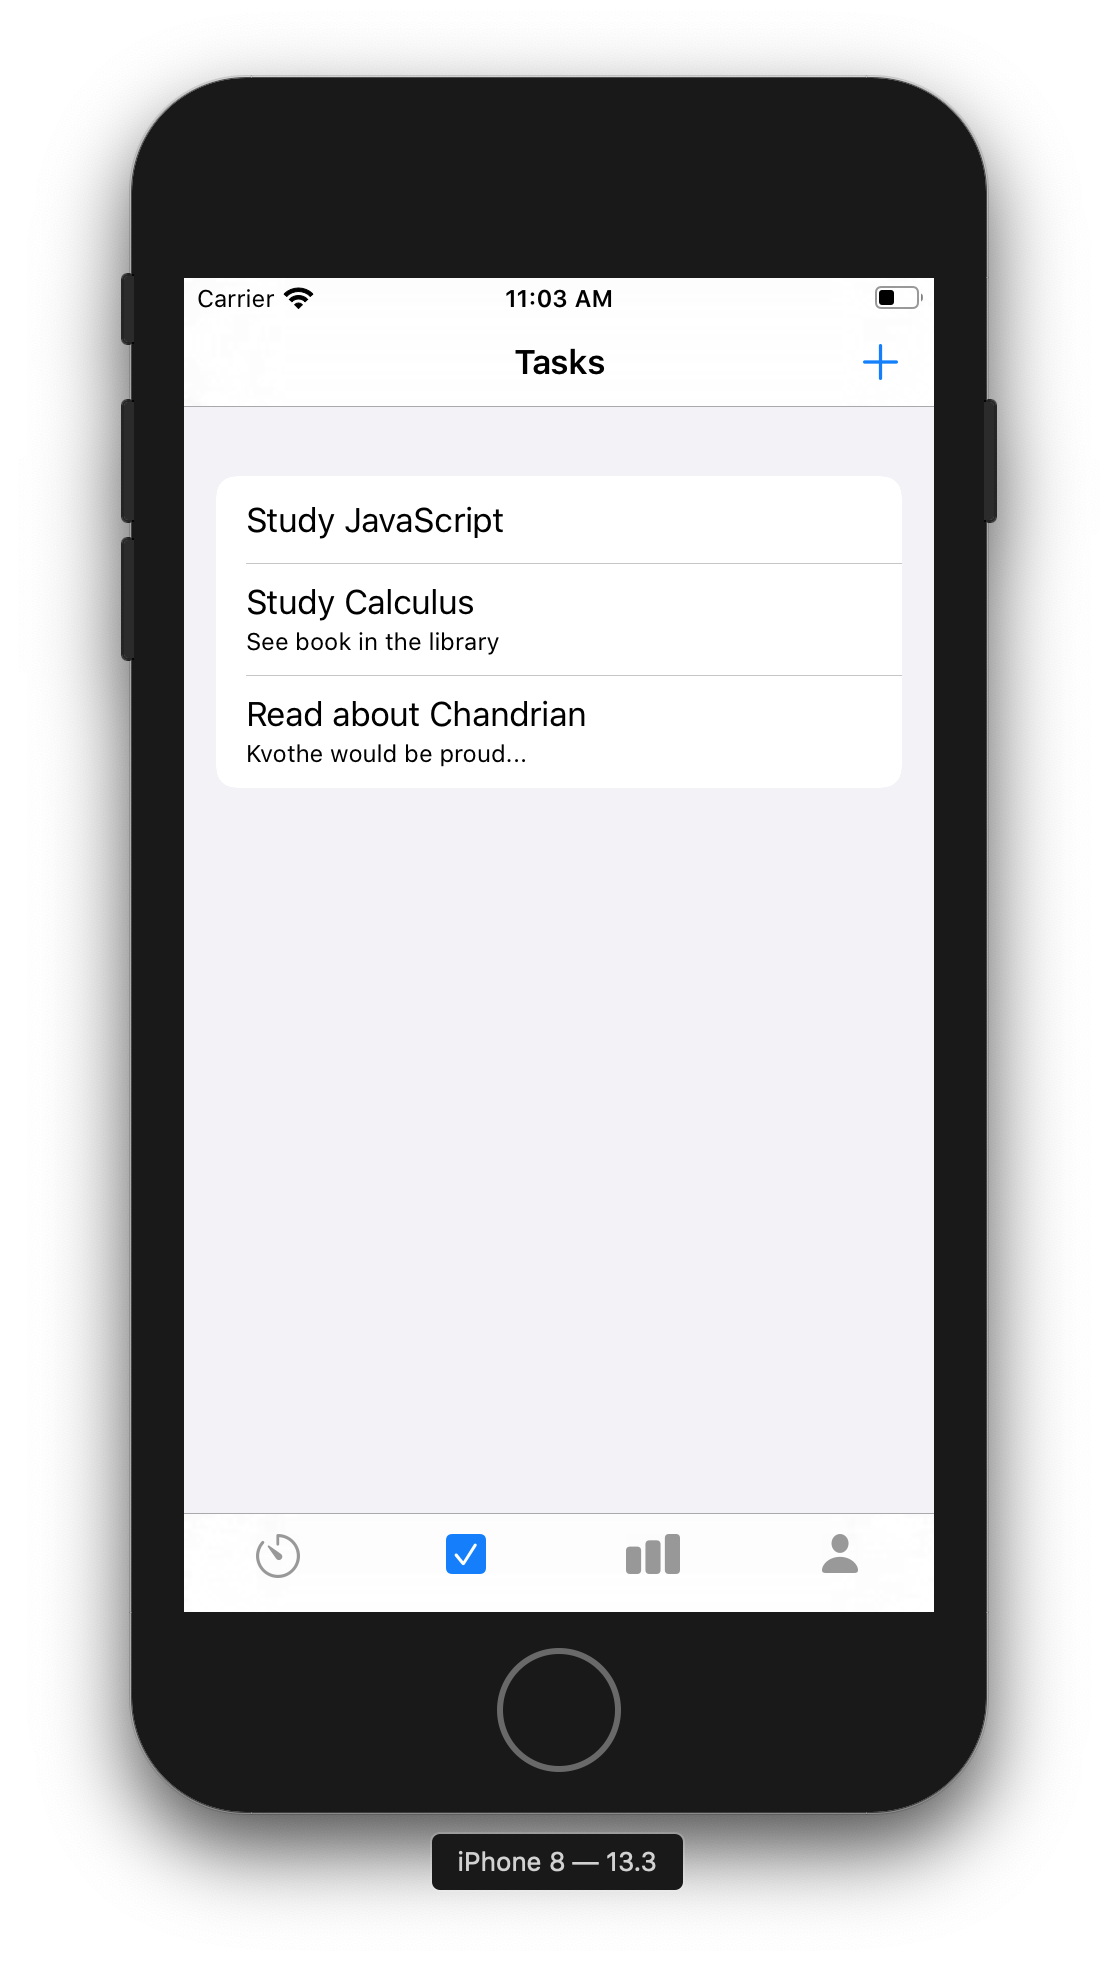 Carrier 11:03 AM
Tasks
Study JavaScript
Study Calculus
See book in the library
Read about Chandrian
Kvothe would be proud...
iPhone 8 — 13.3